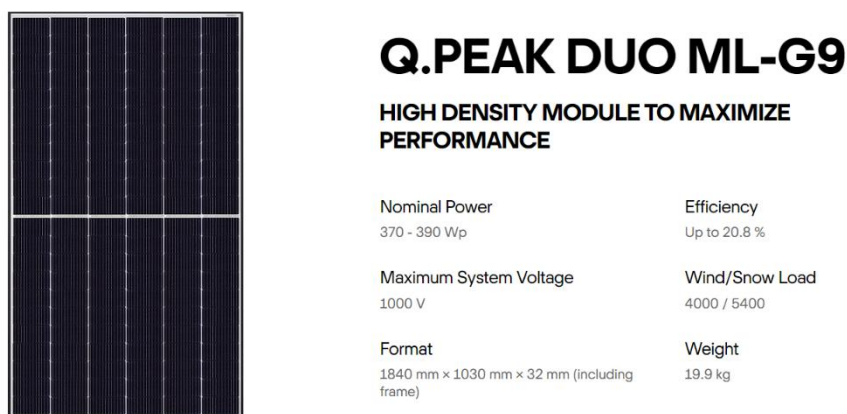 Q.PEAK DUO ML-G9
HIGH DENSITY MODULE TO MAXIMIZE
PERFORMANCE
Nominal Power
370 - 390 Wp
Efficiency
Up to 20.8 %
Maximum System Voltage
1000 V
Wind/Snow Load
4000 / 5400
Format
1840 mm × 1030 mm × 32 mm (including
frame)
Weight
19.9 kg